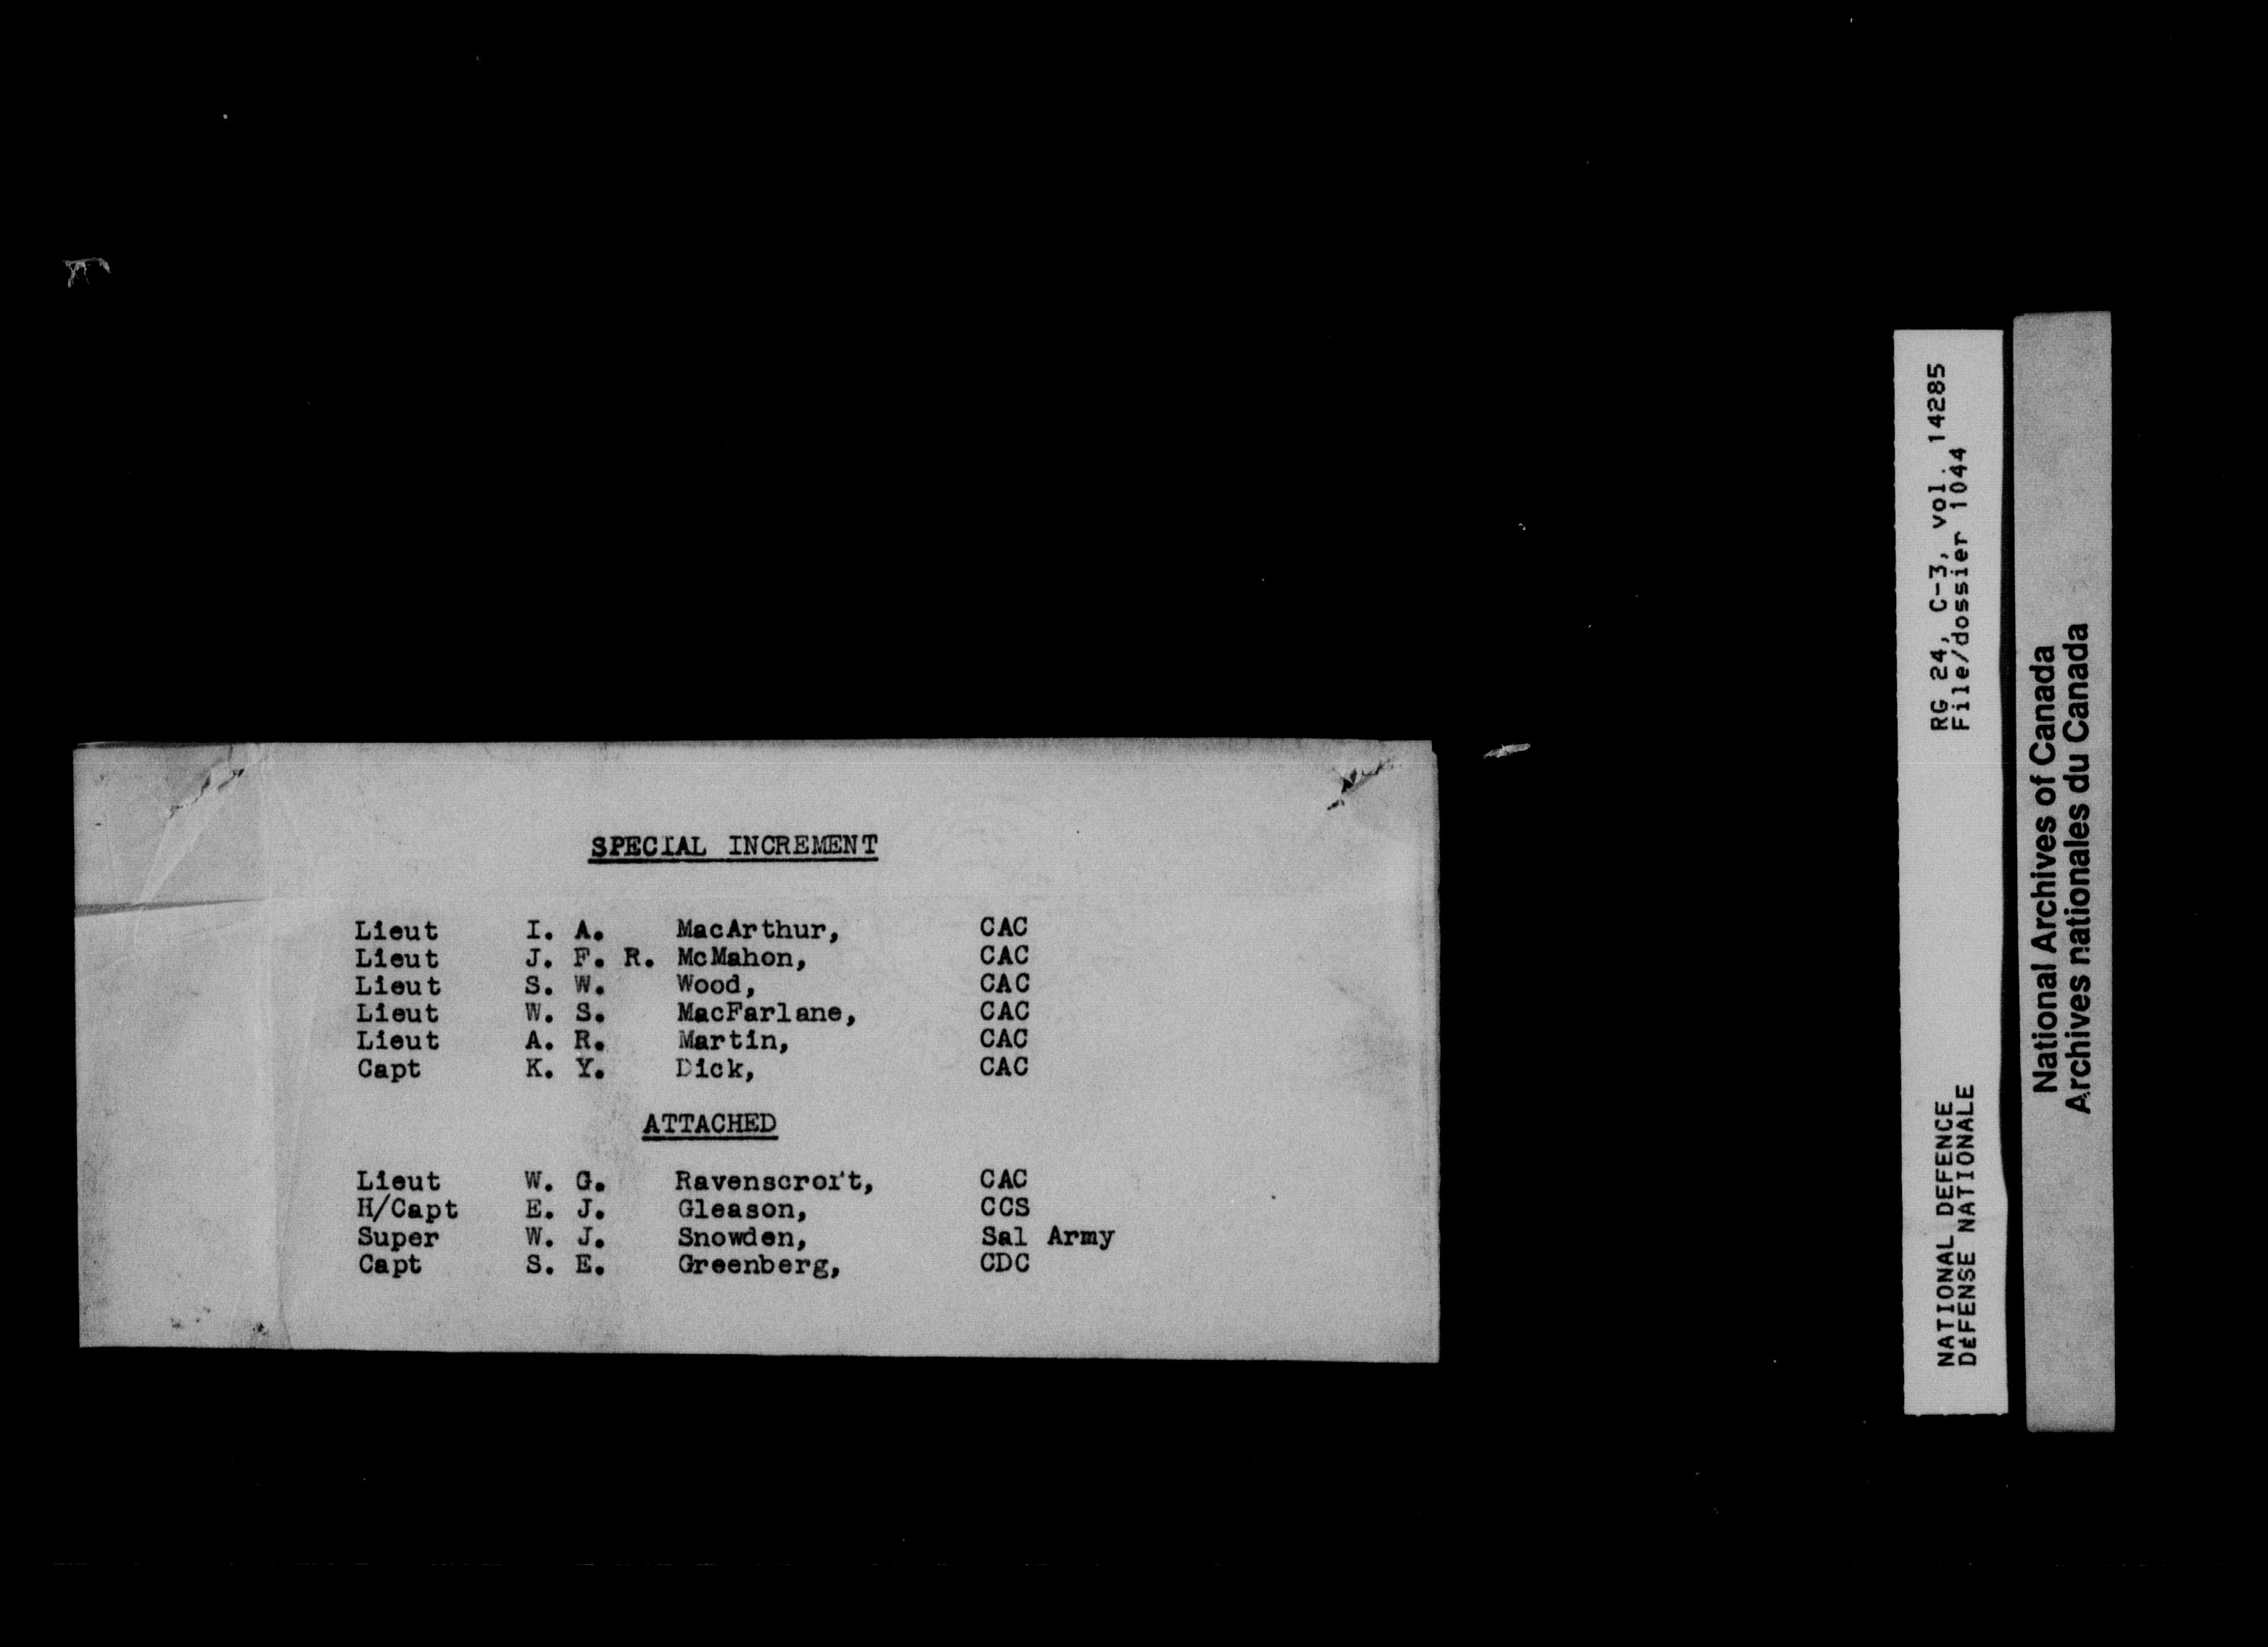 SPECIAL INCREMENT
Lieut I. A. MacArthur, CAC
Lieut J. F. R. McMahon, CAC
Lieut S. W. Wood, CAC
Lieut W. S. MacFarlane, CAC
Lieut A. R. Martin, CAC
Capt K. Y. Dick, CAC
ATTACHED
Lieut W. G. Ravenscroft, CAC
H/Capt E. J. Gleason, CCS
Super W. J. Snowden, Sal Army
Capt S. E. Greenberg, CDC
NATIONAL DEFENCE RG 24, C-3, vol. 14285
DéFENSE NATIONALE File/dossier 1044
National Archives of Canada
Archives nationales du Canada